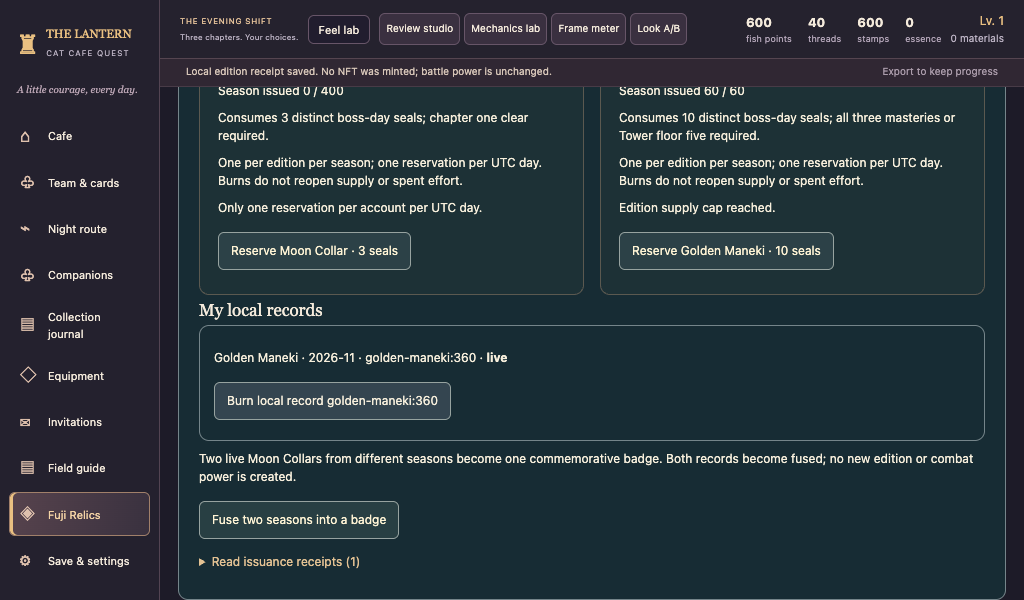 THE LANTERN
CAT CAFE QUEST
A little courage, every day.
Cafe
Team & cards
Night route
Companions
Collection
journal
Equipment
Invitations
Field guide
Fuji Relics
Save & settings
THE EVENING SHIFT
Three chapters. Your choices.
Feel lab
Review studio
Mechanics lab
Frame meter
Look A/B
600
fish points
40
threads
600
stamps
0
essence
Lv. 1
0 materials
Local edition receipt saved. No NFT was minted; battle power is unchanged.
Export to keep progress
Season issued 0 / 400
Consumes 3 distinct boss-day seals; chapter one clear
required.
One per edition per season; one reservation per UTC day.
Burns do not reopen supply or spent effort.
Only one reservation per account per UTC day.
Reserve Moon Collar · 3 seals
Season issued 60 / 60
Consumes 10 distinct boss-day seals; all three masteries or
Tower floor five required.
One per edition per season; one reservation per UTC day.
Burns do not reopen supply or spent effort.
Edition supply cap reached.
Reserve Golden Maneki · 10 seals
My local records
Golden Maneki · 2026-11 · golden-maneki:360 · live
Burn local record golden-maneki:360
Two live Moon Collars from different seasons become one commemorative badge. Both records become fused; no new edition or combat
power is created.
Fuse two seasons into a badge
Read issuance receipts (1)